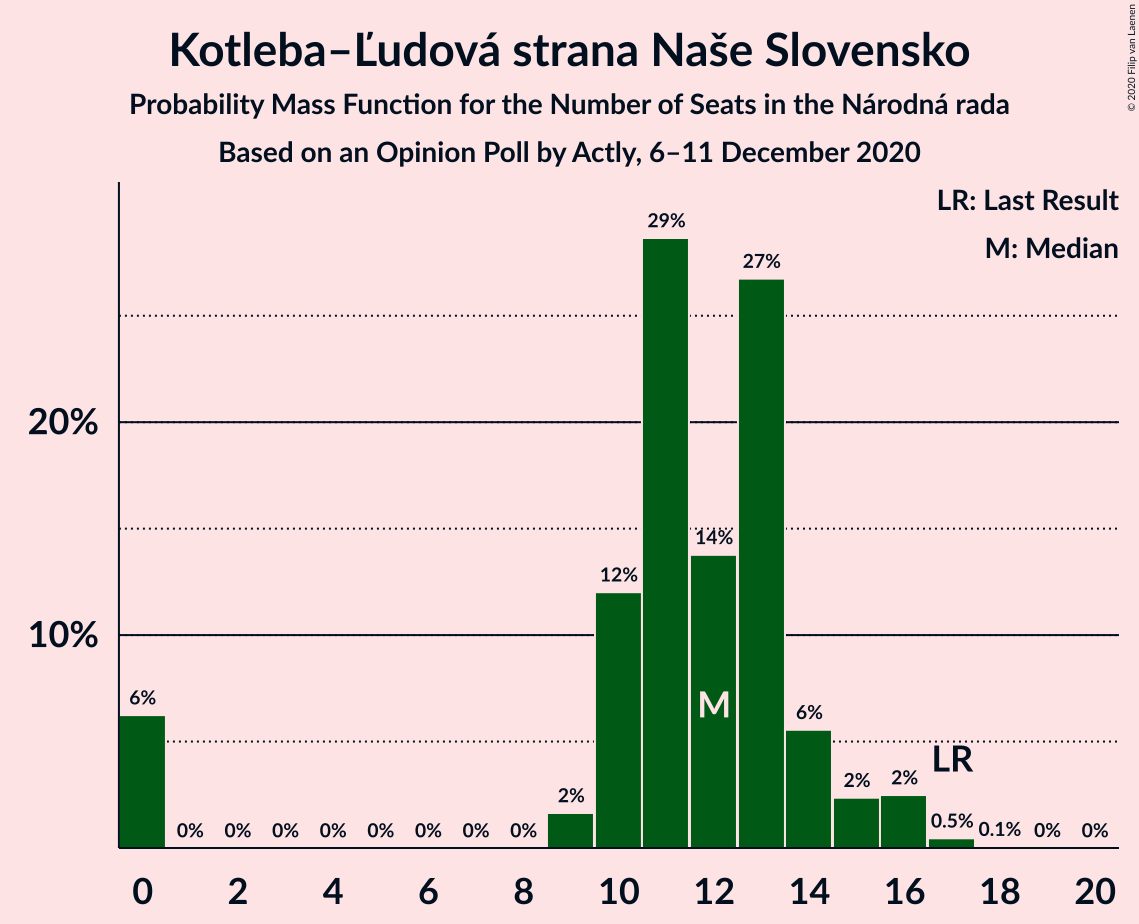 Kotleba–Ľudová strana Naše Slovensko
Probability Mass Function for the Number of Seats in the Národná rada
Based on an Opinion Poll by Actly, 6–11 December 2020
© 2020 Filip van Laenen
LR: Last Result
M: Median
20%
10%
6%
0%
0%
0%
0%
0%
0%
0%
0%
2%
12%
29%
14%
27%
6%
2%
2%
0.5%
0.1%
0%
0%
M
LR
0 2 4 6 8 10 12 14 16 18 20